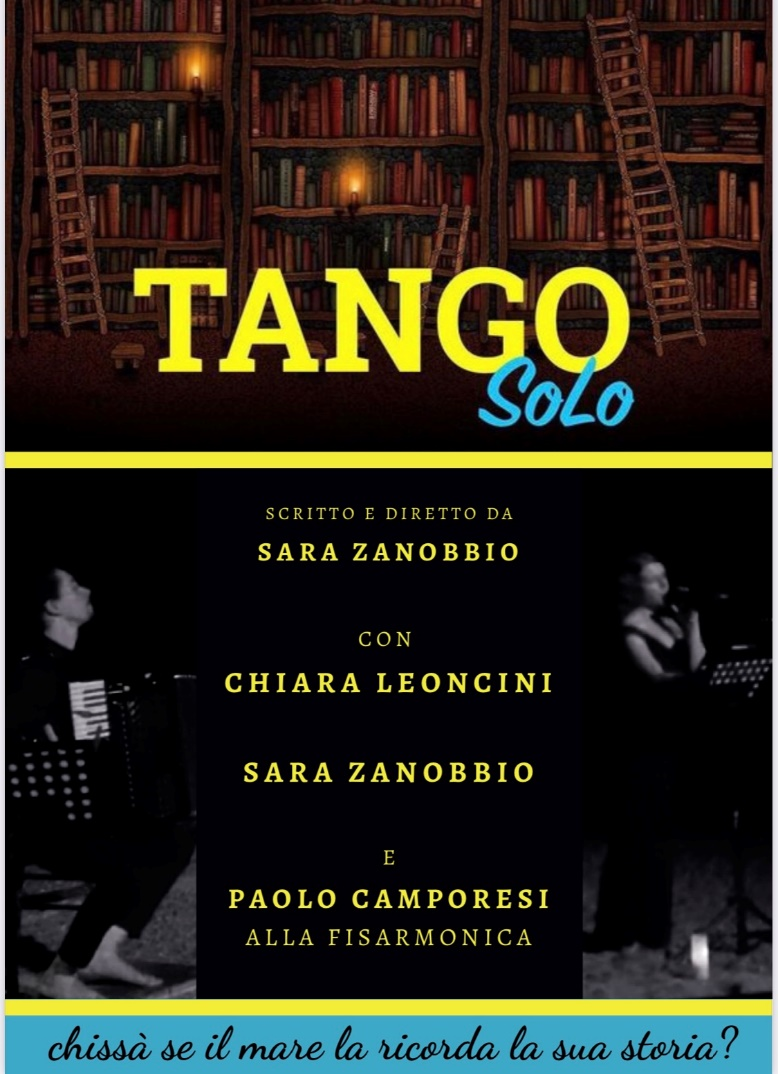 TANGO
SoLo
SCRITTO E DIRETTO DA
SARA ZANOBBIO
CON
CHIARA LEONCINI
SARA ZANOBBIO
E
PAOLO CAMPORESI
ALLA FISARMONICA
chissà se il mare la ricorda la sua storia?